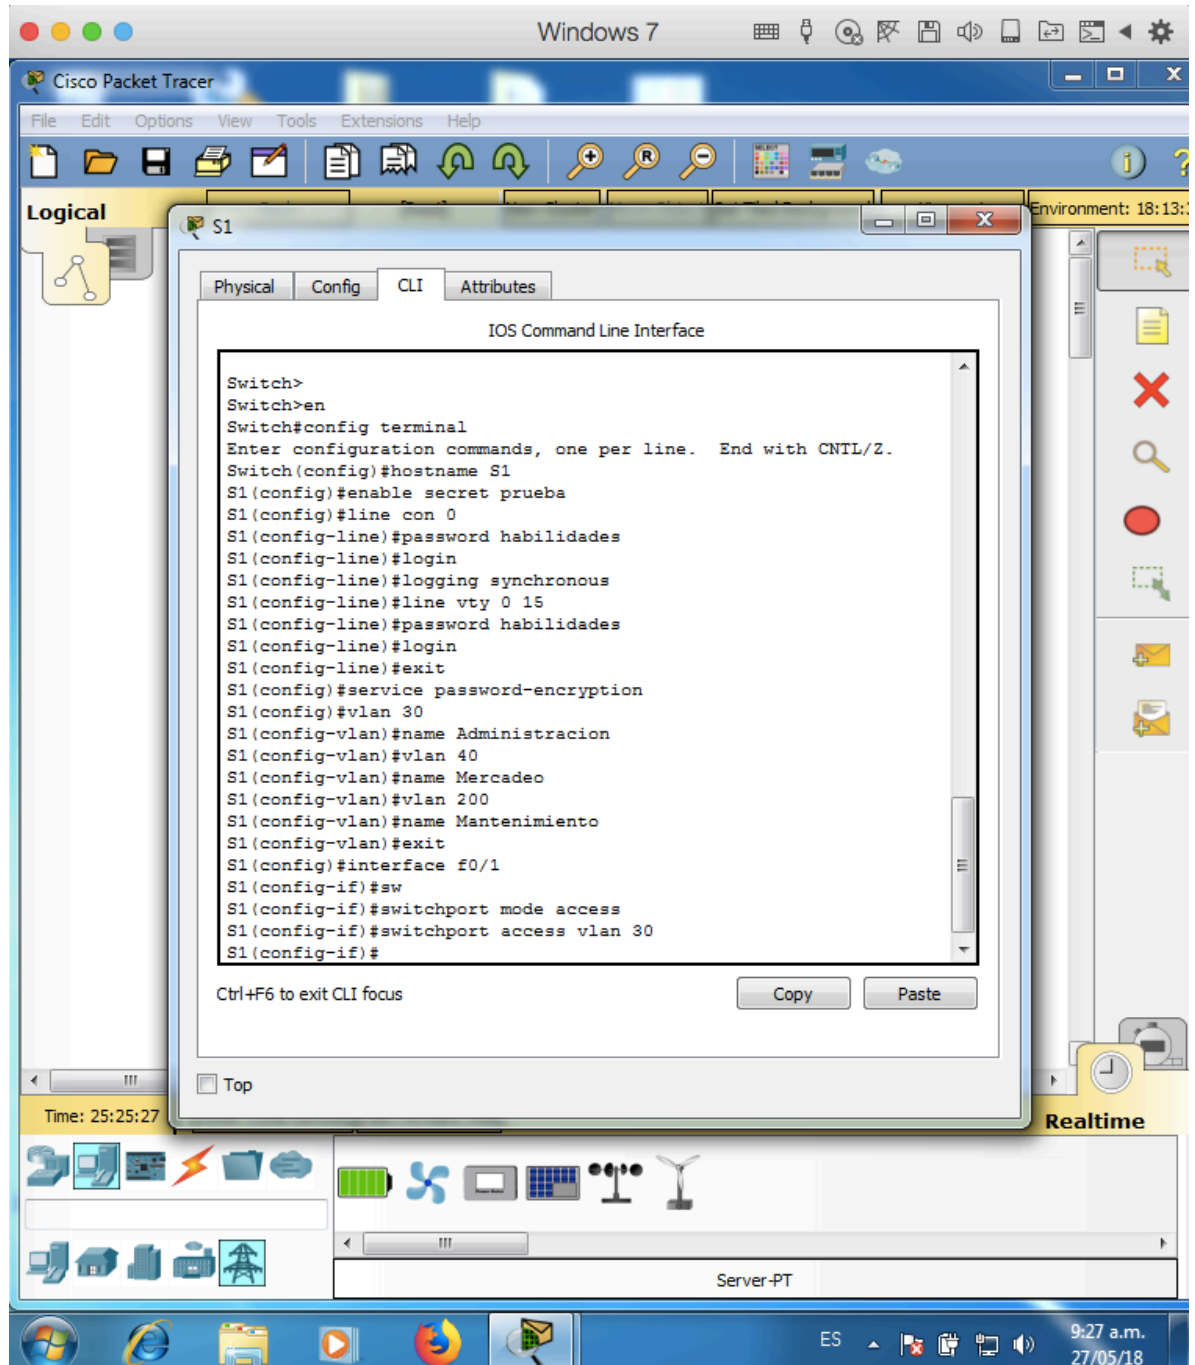 Windows 7
Cisco Packet Tracer
File Edit Options View Tools Extensions Help
Logical
Environment: 18:13:
S1
Physical Config CLI Attributes
IOS Command Line Interface
Switch>
Switch>en
Switch#config terminal
Enter configuration commands, one per line. End with CNTL/Z.
Switch(config)#hostname S1
S1(config)#enable secret prueba
S1(config)#line con 0
S1(config-line)#password habilidades
S1(config-line)#login
S1(config-line)#logging synchronous
S1(config-line)#line vty 0 15
S1(config-line)#password habilidades
S1(config-line)#login
S1(config-line)#exit
S1(config)#service password-encryption
S1(config)#vlan 30
S1(config-vlan)#name Administracion
S1(config-vlan)#vlan 40
S1(config-vlan)#name Mercadeo
S1(config-vlan)#vlan 200
S1(config-vlan)#name Mantenimiento
S1(config-vlan)#exit
S1(config)#interface f0/1
S1(config-if)#sw
S1(config-if)#switchport mode access
S1(config-if)#switchport access vlan 30
S1(config-if)#
Ctrl+F6 to exit CLI focus
Copy Paste
Top
Time: 25:25:27
Realtime
Server-PT
ES
9:27 a.m.
27/05/18